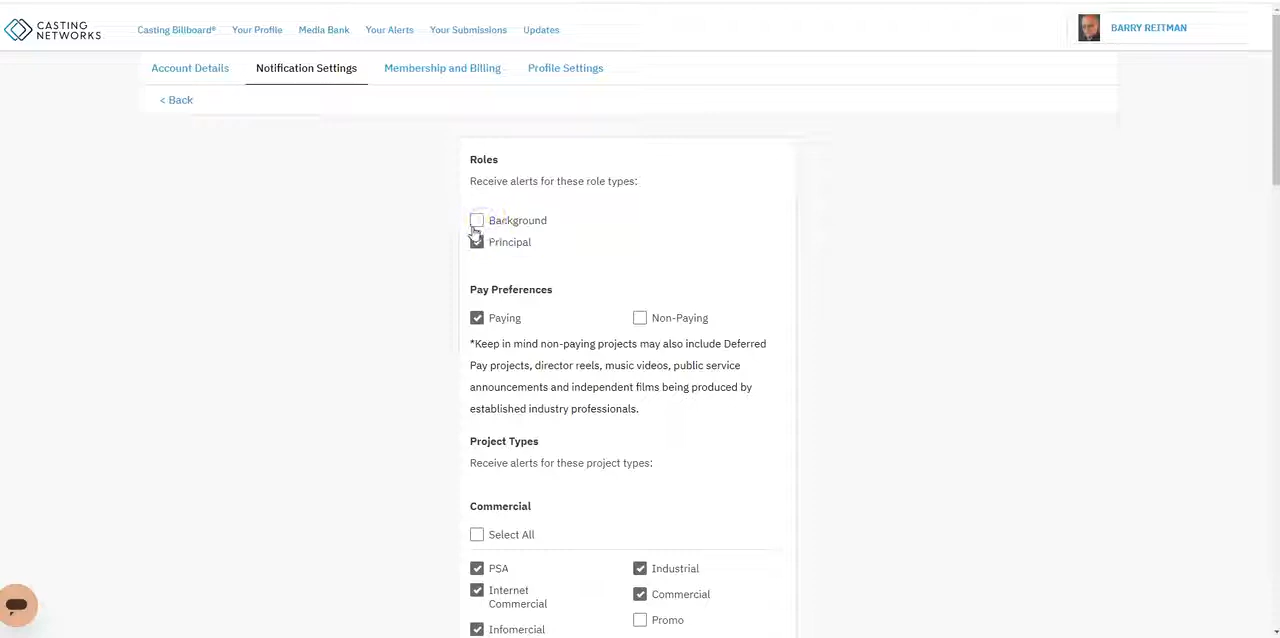 CASTING
NETWORKS
Casting Billboard® Your Profile Media Bank Your Alerts Your Submissions Updates
BARRY REITMAN
Account Details Notification Settings Membership and Billing Profile Settings
< Back
Roles
Receive alerts for these role types:
Background
Principal
Pay Preferences
Paying Non-Paying
*Keep in mind non-paying projects may also include Deferred
Pay projects, director reels, music videos, public service
announcements and independent films being produced by
established industry professionals.
Project Types
Receive alerts for these project types:
Commercial
Select All
PSA Industrial
Internet
Commercial
Commercial
Promo
Infomercial